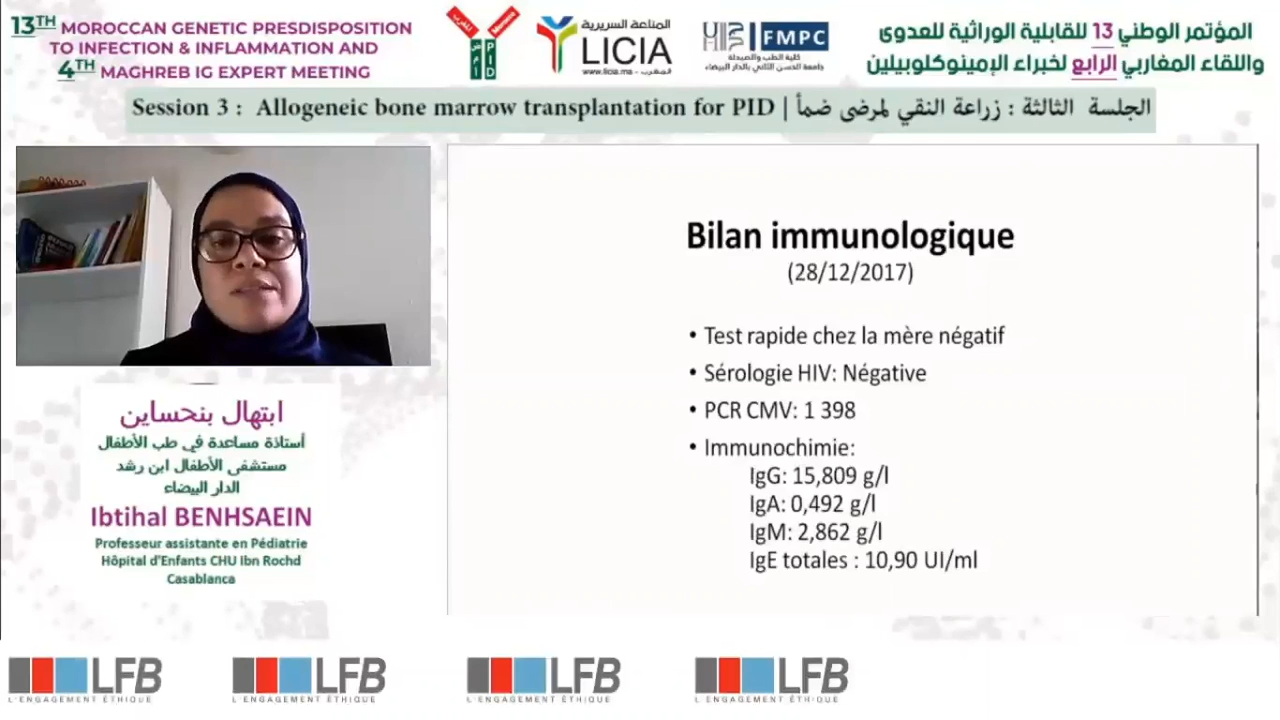 13TH MOROCCAN GENETIC PRESDISPOSITION
TO INFECTION & INFLAMMATION AND
4TH MAGHREB IG EXPERT MEETING
Morocco
المغرب
PID
LICIA
المناعة السريرية
www.licia.ma - المغرب
FMPC
كلية الطب والصيدلة
جامعة الحسن الثاني بالدار البيضاء
المؤتمر الوطني 13 للقابلية الوراثية للعدوى
واللقاء المغاربي الرابع لخبراء الإمينوكلوبيلين
Session 3 : Allogeneic bone marrow transplantation for PID | الجلسة الثالثة : زراعة النقي لمرضى ضمأ
Bilan immunologique
(28/12/2017)
• Test rapide chez la mère négatif
• Sérologie HIV: Négative
• PCR CMV: 1 398
• Immunochimie:
IgG: 15,809 g/l
IgA: 0,492 g/l
IgM: 2,862 g/l
IgE totales : 10,90 UI/ml
ابتهال بنحساين
أستاذة مساعدة في طب الأطفال
مستشفى الأطفال ابن رشد
الدار البيضاء
Ibtihal BENHSAEIN
Professeur assistante en Pédiatrie
Hôpital d'Enfants CHU Ibn Rochd
Casablanca
LFB LFB LFB LFB
L'ENGAGEMENT ÉTHIQUE L'ENGAGEMENT ÉTHIQUE L'ENGAGEMENT ÉTHIQUE L'ENGAGEMENT ÉTHIQUE